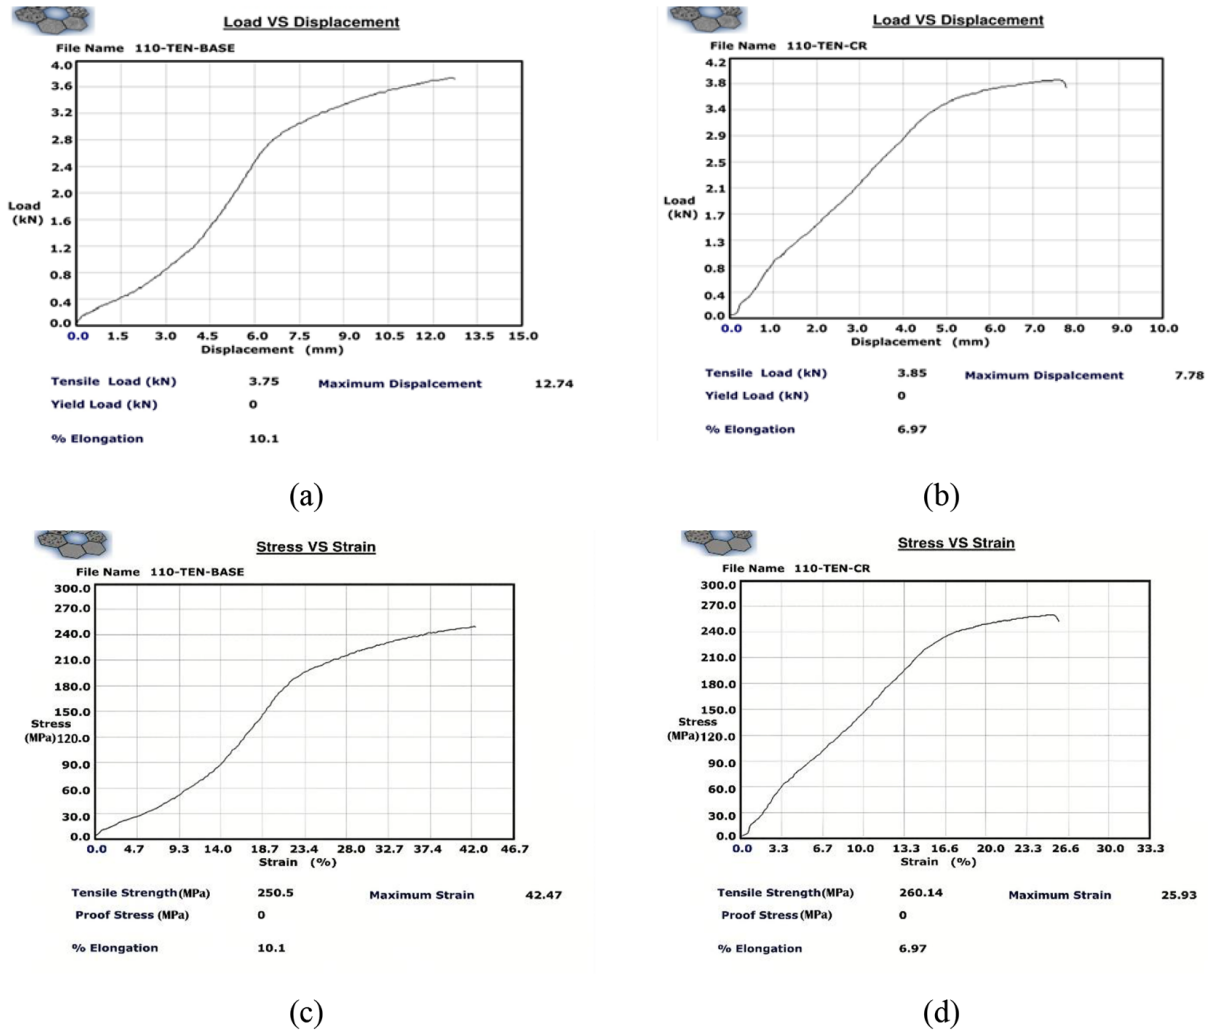 Load VS Displacement
File Name 110-TEN-BASE
4.0
3.6
3.2
2.8
2.4
2.0
Load
(kN)
1.6
1.2
0.8
0.4
0.0
0.0 1.5 3.0 4.5 6.0 7.5 9.0 10.5 12.0 13.5 15.0
Displacement (mm)
Tensile Load (kN) 3.75 Maximum Dispalcement 12.74
Yield Load (kN) 0
% Elongation 10.1
(a)
Load VS Displacement
File Name 110-TEN-CR
4.2
3.8
3.4
2.9
2.5
2.1
Load
(kN)
1.7
1.3
0.8
0.4
0.0
0.0 1.0 2.0 3.0 4.0 5.0 6.0 7.0 8.0 9.0 10.0
Displacement (mm)
Tensile Load (kN) 3.85 Maximum Dispalcement 7.78
Yield Load (kN) 0
% Elongation 6.97
(b)
Stress VS Strain
File Name 110-TEN-BASE
300.0
270.0
240.0
210.0
180.0
150.0
Stress
(MPa) 120.0
90.0
60.0
30.0
0.0
0.0 4.7 9.3 14.0 18.7 23.4 28.0 32.7 37.4 42.0 46.7
Strain (%)
Tensile Strength(MPa) 250.5 Maximum Strain 42.47
Proof Stress (MPa) 0
% Elongation 10.1
(c)
Stress VS Strain
File Name 110-TEN-CR
300.0
270.0
240.0
210.0
180.0
150.0
Stress
(MPa) 120.0
90.0
60.0
30.0
0.0
0.0 3.3 6.7 10.0 13.3 16.6 20.0 23.3 26.6 30.0 33.3
Strain (%)
Tensile Strength(MPa) 260.14 Maximum Strain 25.93
Proof Stress (MPa) 0
% Elongation 6.97
(d)